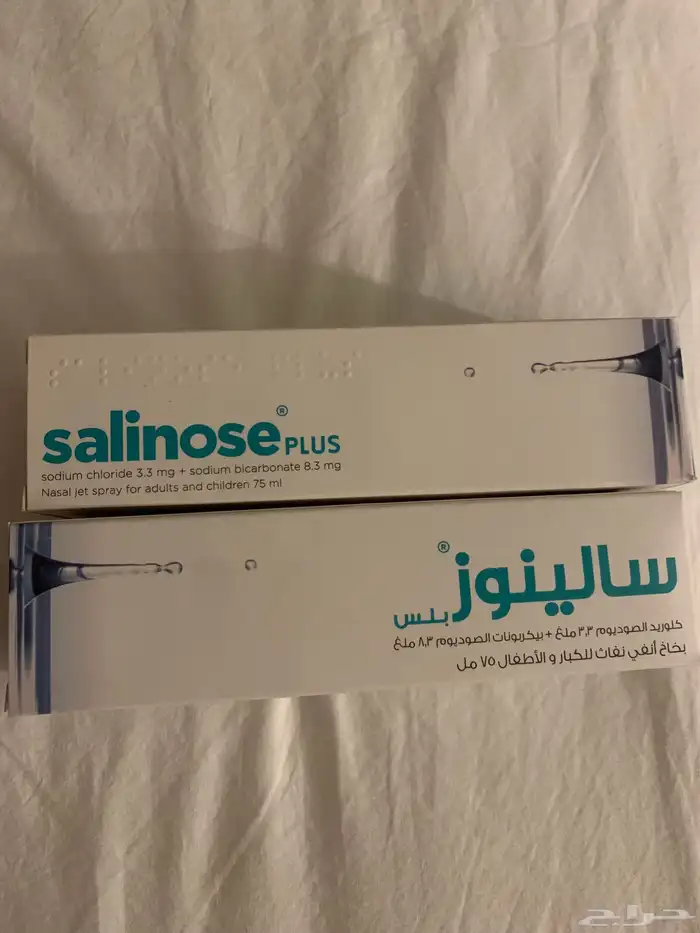 salinose® PLUS
sodium chloride 3.3 mg + sodium bicarbonate 8.3 mg
Nasal jet spray for adults and children 75 ml
سالينوز® بلس
كلوريد الصوديوم ٣,٣ ملغ + بيكربونات الصوديوم ٨,٣ ملغ
بخاخ أنفي نفاث للكبار و الأطفال ٧٥ مل
حراج